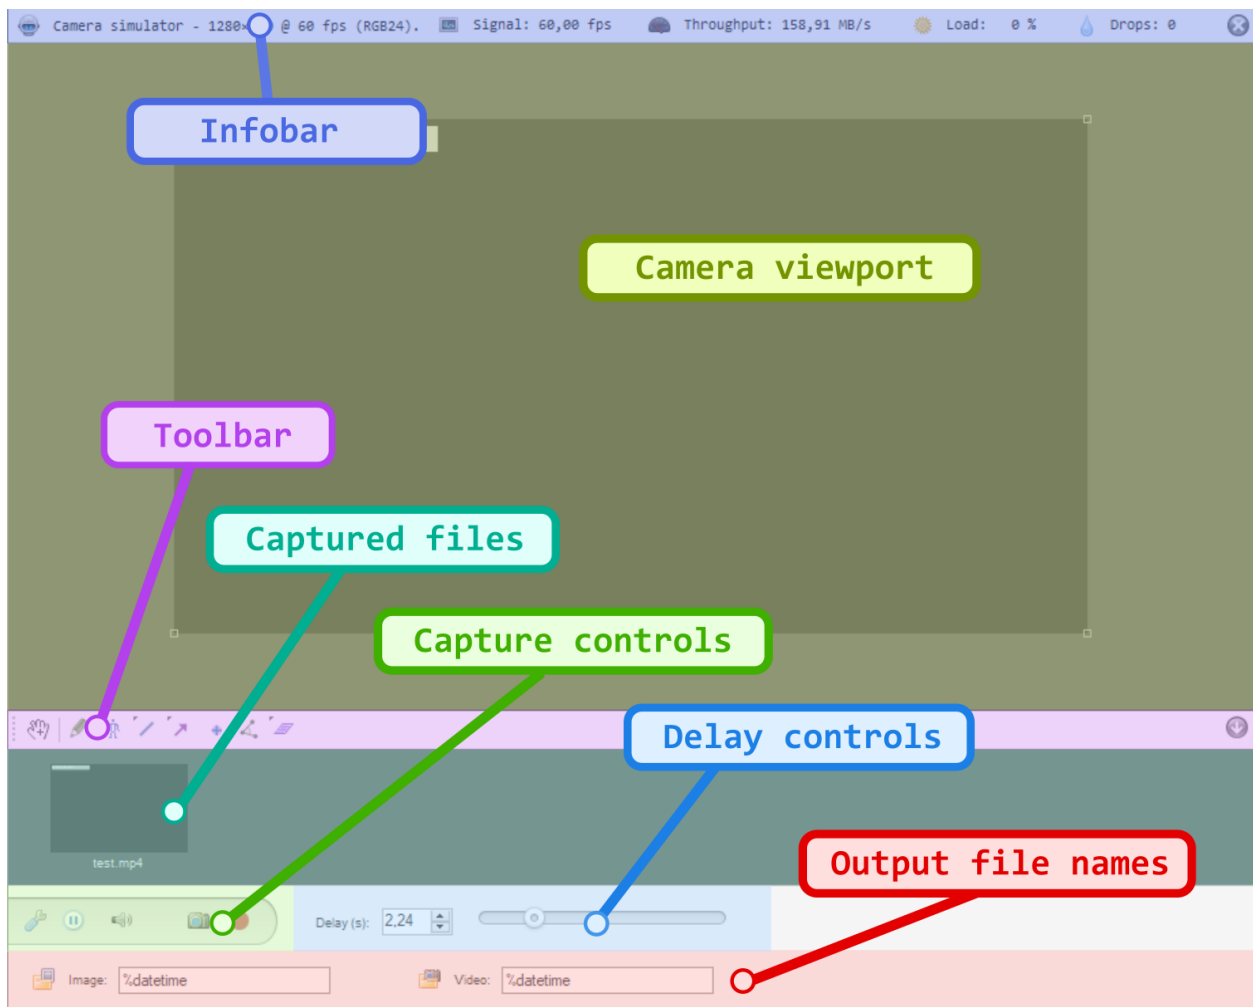 Camera simulator - 1280× @ 60 fps (RGB24). Signal: 60,00 fps Throughput: 158,91 MB/s Load: 0 % Drops: 0
Infobar
Camera viewport
Toolbar
Captured files
Capture controls
Delay controls
test.mp4
Output file names
Delay (s): 2,24
Image: %datetime Video: %datetime